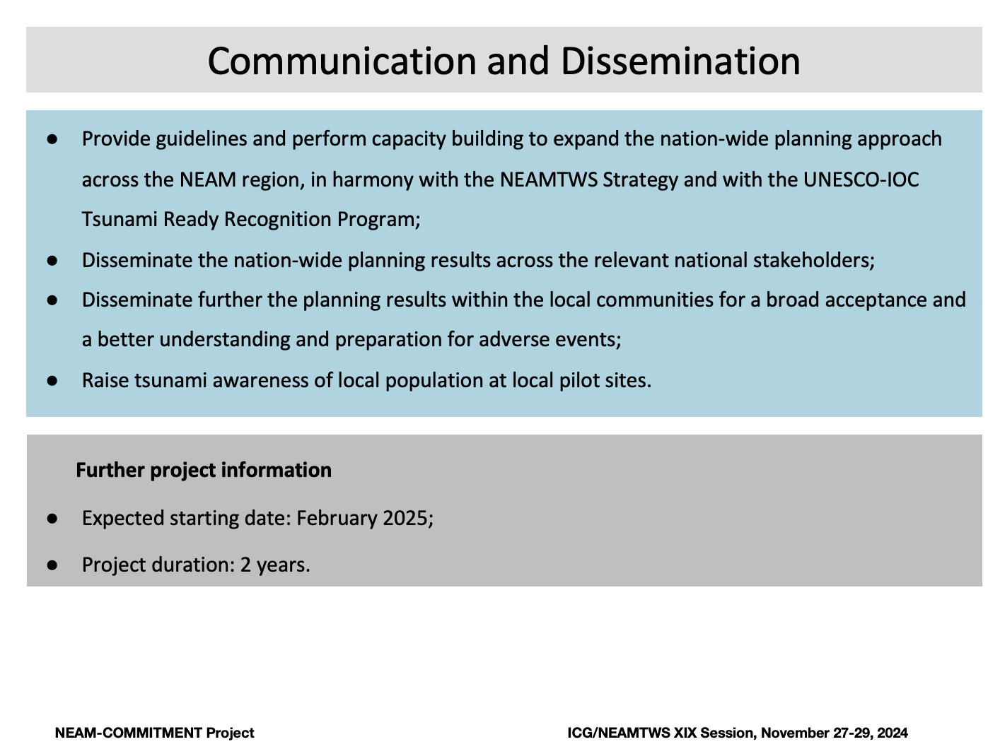 Communication and Dissemination
● Provide guidelines and perform capacity building to expand the nation-wide planning approach
across the NEAM region, in harmony with the NEAMTWS Strategy and with the UNESCO-IOC
Tsunami Ready Recognition Program;
● Disseminate the nation-wide planning results across the relevant national stakeholders;
● Disseminate further the planning results within the local communities for a broad acceptance and
a better understanding and preparation for adverse events;
● Raise tsunami awareness of local population at local pilot sites.
Further project information
● Expected starting date: February 2025;
● Project duration: 2 years.
NEAM-COMMITMENT Project
ICG/NEAMTWS XIX Session, November 27-29, 2024